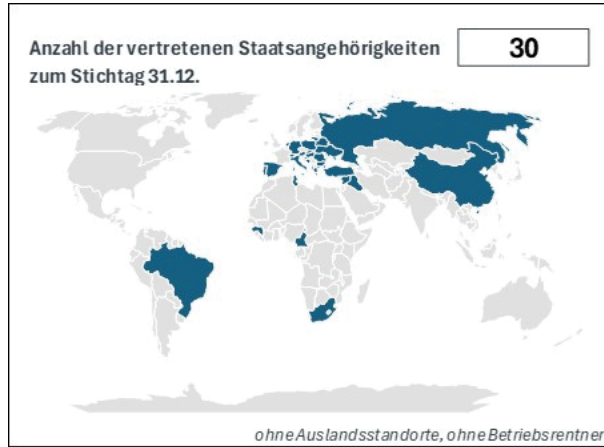 Anzahl der vertretenen Staatsangehörigkeiten
zum Stichtag 31.12.
30
ohne Auslandsstandorte, ohne Betriebsrentner